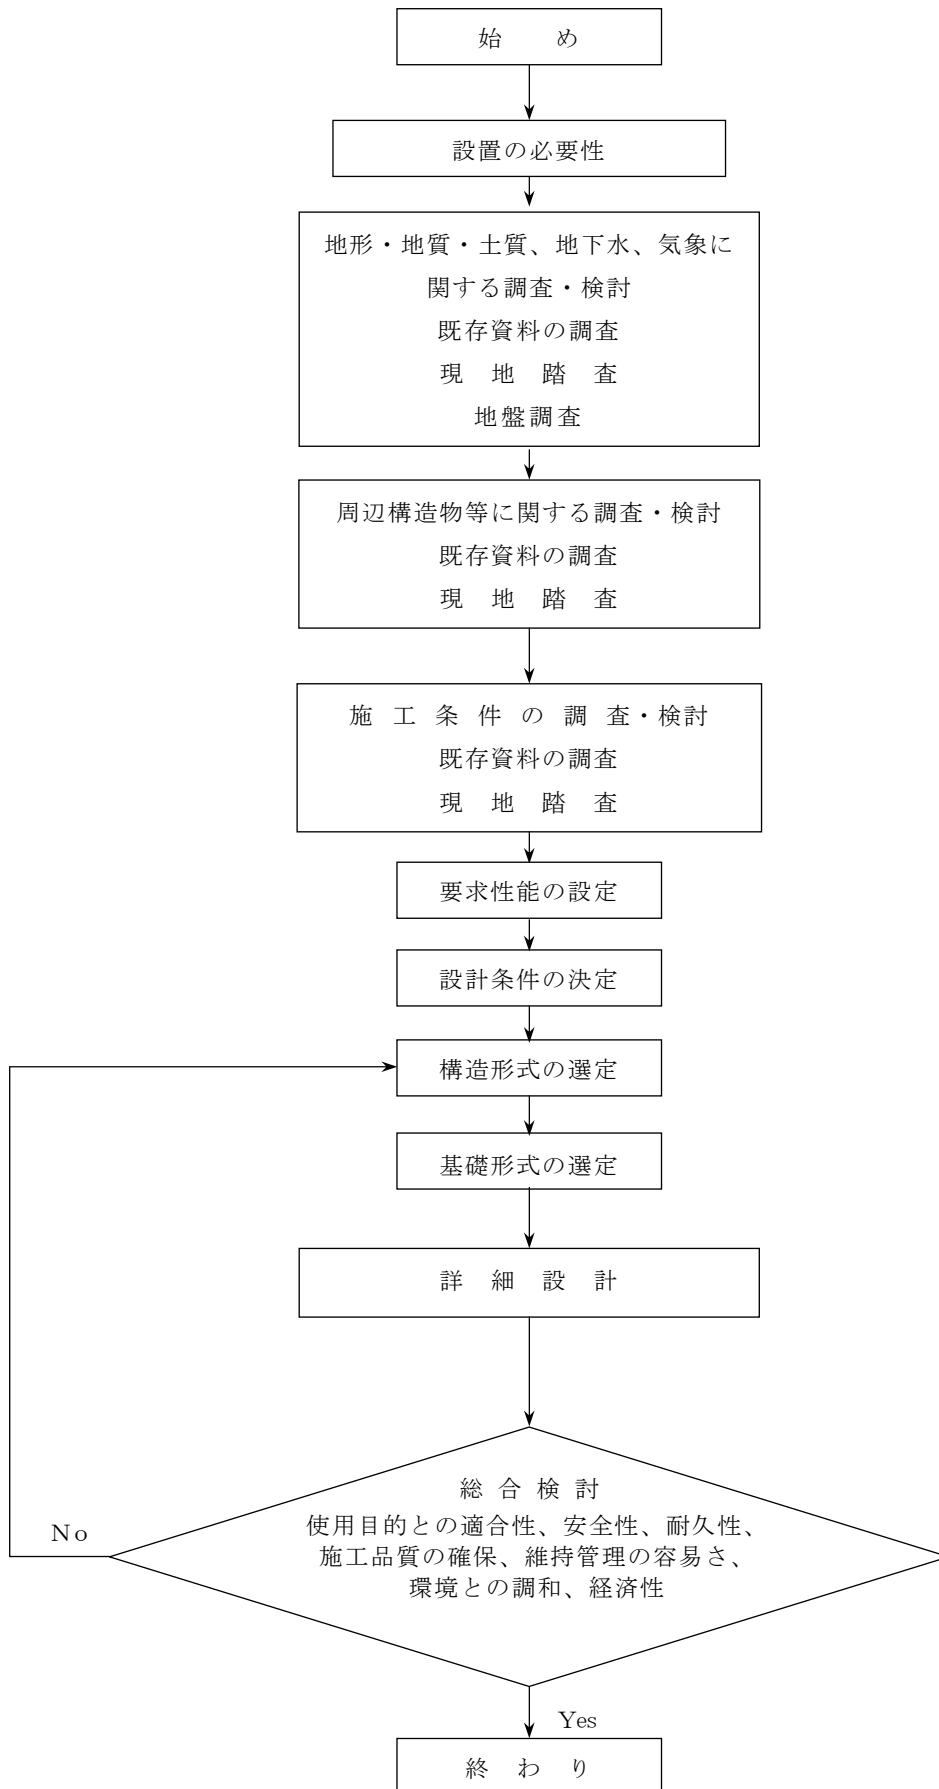 始　め
設置の必要性
地形・地質・土質、地下水、気象に
関する調査・検討
既存資料の調査
現　地　踏　査
地盤調査
周辺構造物等に関する調査・検討
既存資料の調査
現　地　踏　査
施 工 条 件 の 調 査・検討
既存資料の調査
現　地　踏　査
要求性能の設定
設計条件の決定
構造形式の選定
基礎形式の選定
詳　細　設　計
総 合 検 討
使用目的との適合性、安全性、耐久性、
施工品質の確保、維持管理の容易さ、
環境との調和、経済性
No
Yes
終　わ　り